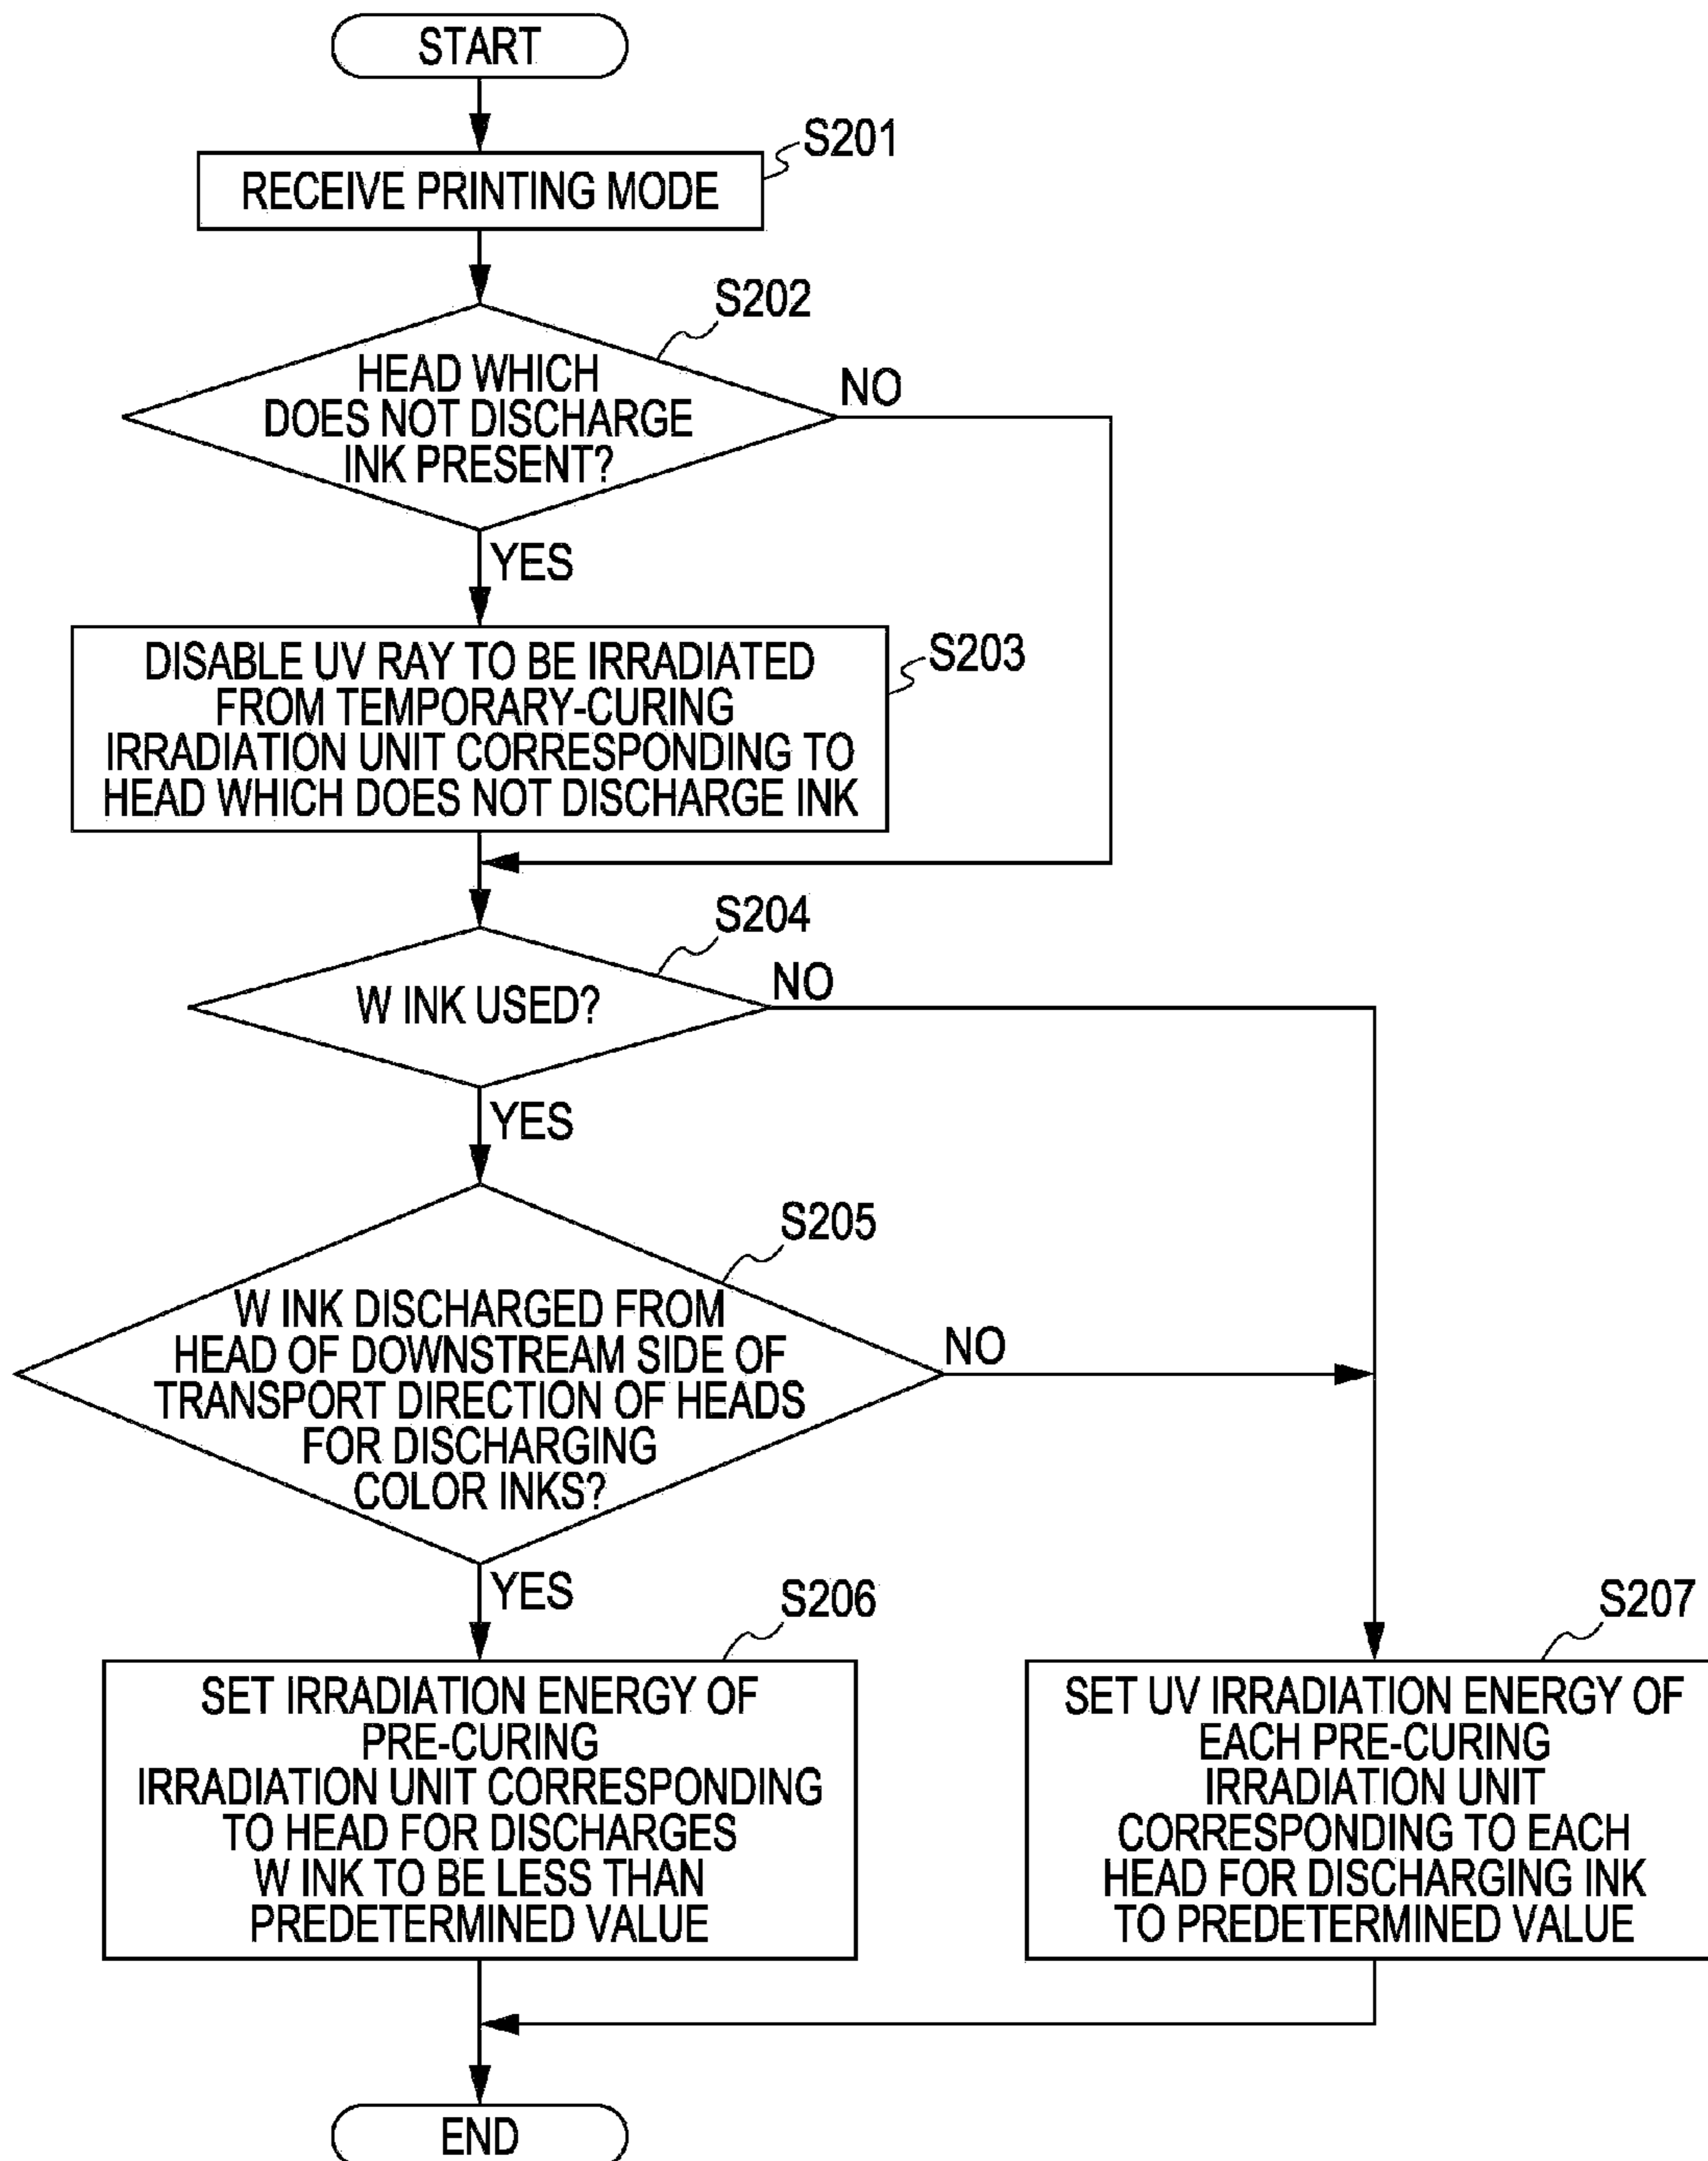 START
S201
RECEIVE PRINTING MODE
S202
HEAD WHICH
DOES NOT DISCHARGE
INK PRESENT?
NO
YES
S203
DISABLE UV RAY TO BE IRRADIATED
FROM TEMPORARY-CURING
IRRADIATION UNIT CORRESPONDING TO
HEAD WHICH DOES NOT DISCHARGE INK
S204
W INK USED?
NO
YES
S205
W INK DISCHARGED FROM
HEAD OF DOWNSTREAM SIDE OF
TRANSPORT DIRECTION OF HEADS
FOR DISCHARGING
COLOR INKS?
NO
YES
S206
SET IRRADIATION ENERGY OF
PRE-CURING
IRRADIATION UNIT CORRESPONDING
TO HEAD FOR DISCHARGES
W INK TO BE LESS THAN
PREDETERMINED VALUE
S207
SET UV IRRADIATION ENERGY OF
EACH PRE-CURING
IRRADIATION UNIT
CORRESPONDING TO EACH
HEAD FOR DISCHARGING INK
TO PREDETERMINED VALUE
END